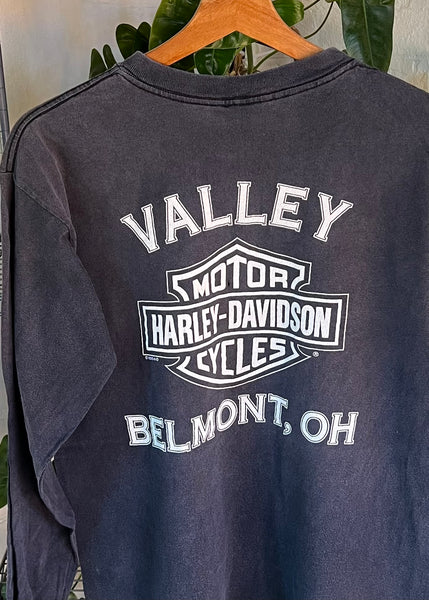 VALLEY
MOTOR
HARLEY-DAVIDSON
CYCLES
®
BELMONT, OH